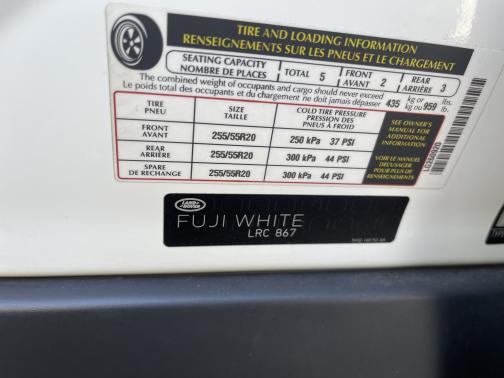 TIRE AND LOADING INFORMATION
RENSEIGNEMENTS SUR LES PNEUS ET LE CHARGEMENT
SEATING CAPACITY
NOMBRE DE PLACES
TOTAL 5
FRONT
AVANT 2
REAR
ARRIÈRE 3
The combined weight of occupants and cargo should never exceed
Le poids total des occupants et du chargement ne doit jamais dépasser
435 kg or 959 lbs.
kg ou lb.
TIRE
PNEU
SIZE
TAILLE
COLD TIRE PRESSURE
PRESSION DES
PNEUS À FROID
FRONT
AVANT
255/55R20
250 kPa 37 PSI
REAR
ARRIÈRE
255/55R20
300 kPa 44 PSI
SPARE
DE RECHANGE
255/55R20
300 kPa 44 PSI
SEE OWNER'S
MANUAL FOR
ADDITIONAL
INFORMATION
VOIR LE MANUEL
D'USAGER
POUR PLUS DE
RENSEIGNEMENTS
LAND ROVER
FUJI WHITE
LRC 867
TYPE